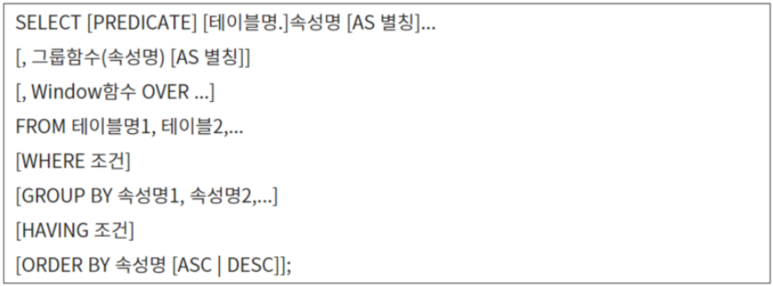 SELECT [PREDICATE] [테이블명.]속성명 [AS 별칭]...
[, 그룹함수(속성명) [AS 별칭]]
[, Window함수 OVER ...]
FROM 테이블명1, 테이블2,...
[WHERE 조건]
[GROUP BY 속성명1, 속성명2,...]
[HAVING 조건]
[ORDER BY 속성명 [ASC | DESC]];